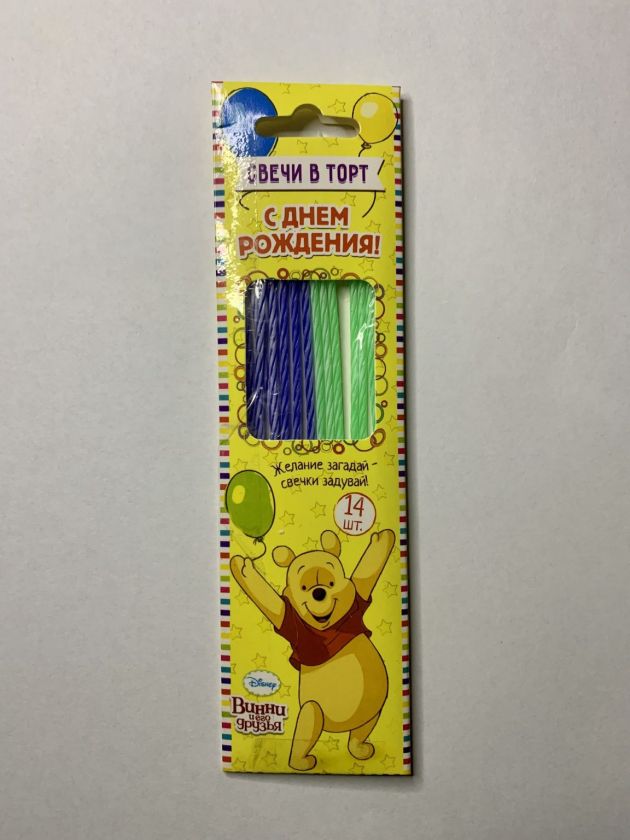 СВЕЧИ В ТОРТ
С ДНЕМ
РОЖДЕНИЯ!
Желание загадай -
свечки задувай!
14
шт.
Disney
Винни
и его
друзья